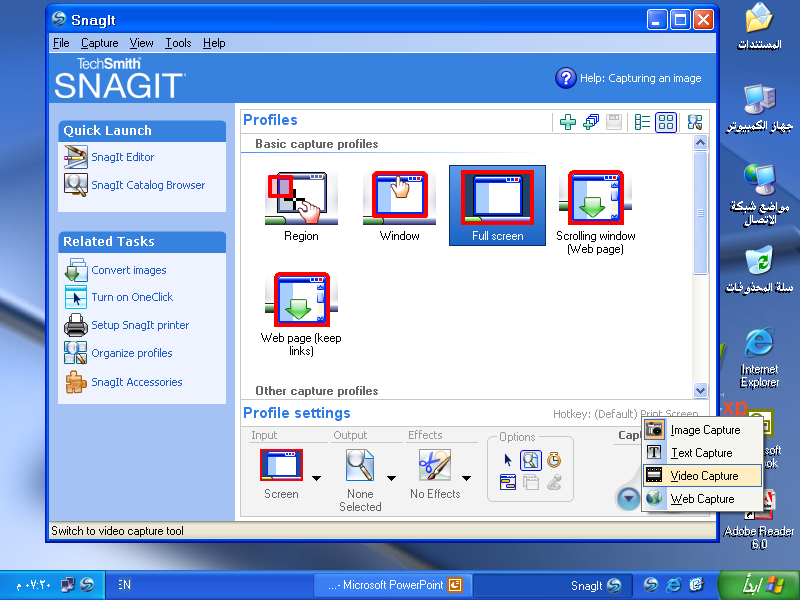 SnagIt
File Capture View Tools Help
TechSmith
SNAGIT
Help: Capturing an image
Quick Launch
SnagIt Editor
SnagIt Catalog Browser
Related Tasks
Convert images
Turn on OneClick
Setup SnagIt printer
Organize profiles
SnagIt Accessories
Profiles
Basic capture profiles
Region
Window
Full screen
Scrolling window
(Web page)
Web page (keep
links)
Other capture profiles
Profile settings
Hotkey: (Default) Print Screen
Input
Output
Effects
Options
Screen
None
Selected
No Effects
Image Capture
Text Capture
Video Capture
Web Capture
Switch to video capture tool
المستندات
جهاز الكمبيوتر
مواضع شبكة
الاتصال
سلة المحذوفات
Internet
Explorer
xp
Adobe Reader
6.0
٠٧:٢٠ م
EN
...- Microsoft PowerPoint
SnagIt
ابدأ